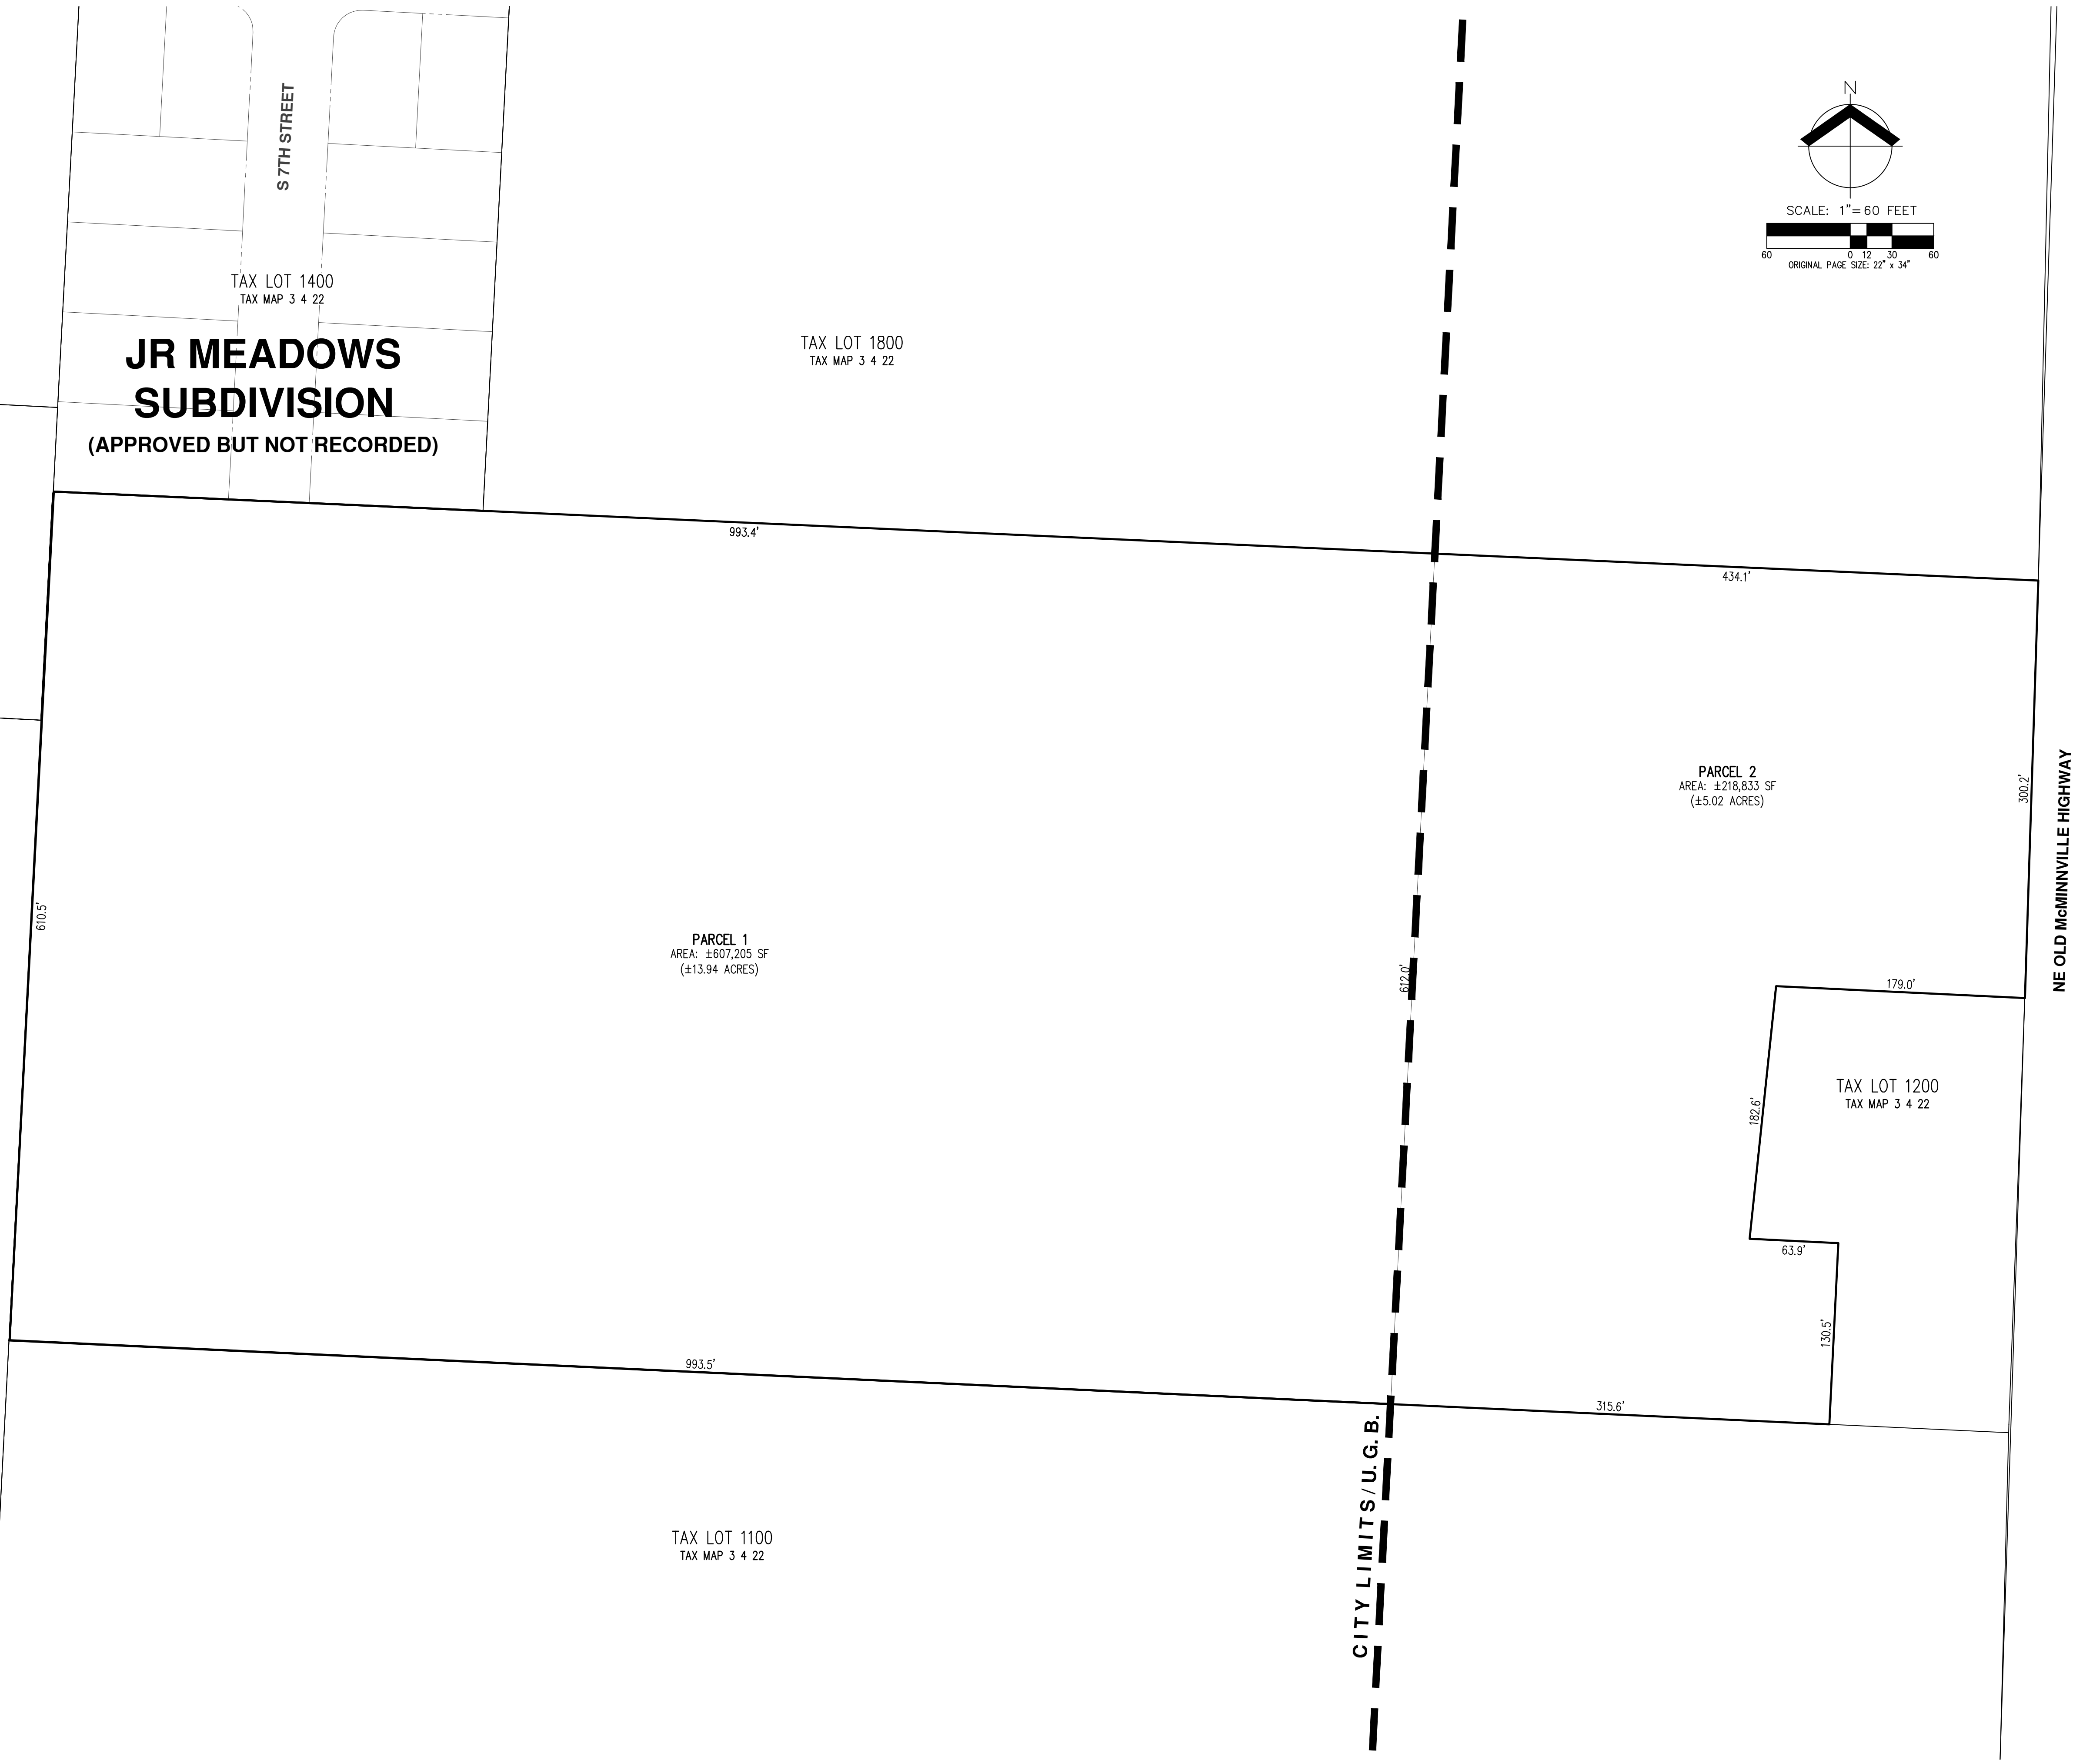 S 7TH STREET
N
SCALE: 1"=60 FEET
60 0 12 30 60
ORIGINAL PAGE SIZE: 22" x 34"
TAX LOT 1400
TAX MAP 3 4 22
JR MEADOWS
SUBDIVISION
(APPROVED BUT NOT RECORDED)
TAX LOT 1800
TAX MAP 3 4 22
993.4'
434.1'
PARCEL 2
AREA: ±218,833 SF
(±5.02 ACRES)
300.2'
NE OLD McMINNVILLE HIGHWAY
610.5'
PARCEL 1
AREA: ±607,205 SF
(±13.94 ACRES)
612.0'
179.0'
TAX LOT 1200
TAX MAP 3 4 22
182.6'
63.9'
130.5'
993.5'
315.6'
CITY LIMITS/U.G.B.
TAX LOT 1100
TAX MAP 3 4 22